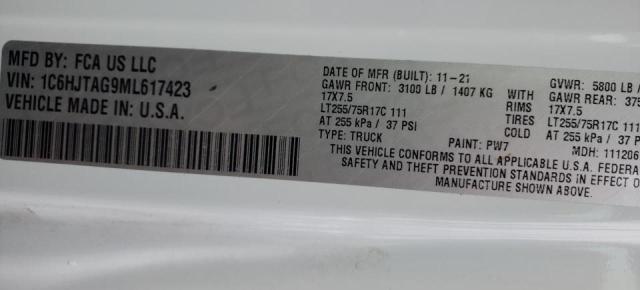 MFD BY: FCA US LLC
VIN: 1C6HJTAG9ML617423
VEHICLE MADE IN U.S.A.
DATE OF MFR (BUILT): 11-21 GVWR: 5800 LB /
GAWR FRONT: 3100 LB / 1407 KG WITH GAWR REAR: 375
17X7.5 RIMS 17X7.5
LT255/75R17C 111 TIRES LT255/75R17C 111
AT 255 KPA / 37 PSI COLD AT 255 KPA / 37 P
TYPE: TRUCK PAINT: PW7 MDH: 111206
THIS VEHICLE CONFORMS TO ALL APPLICABLE U.S.A. FEDERA
SAFETY AND THEFT PREVENTION STANDARDS IN EFFECT O
MANUFACTURE SHOWN ABOVE.